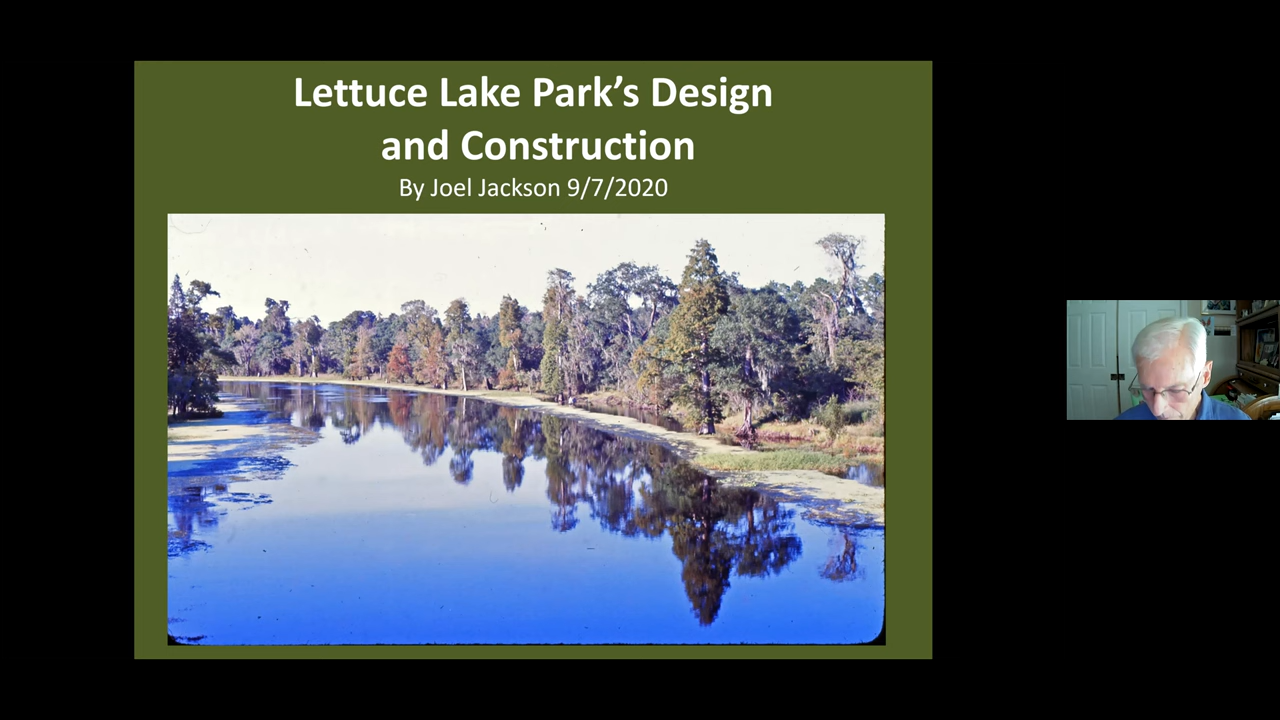 Lettuce Lake Park’s Design
and Construction
By Joel Jackson 9/7/2020